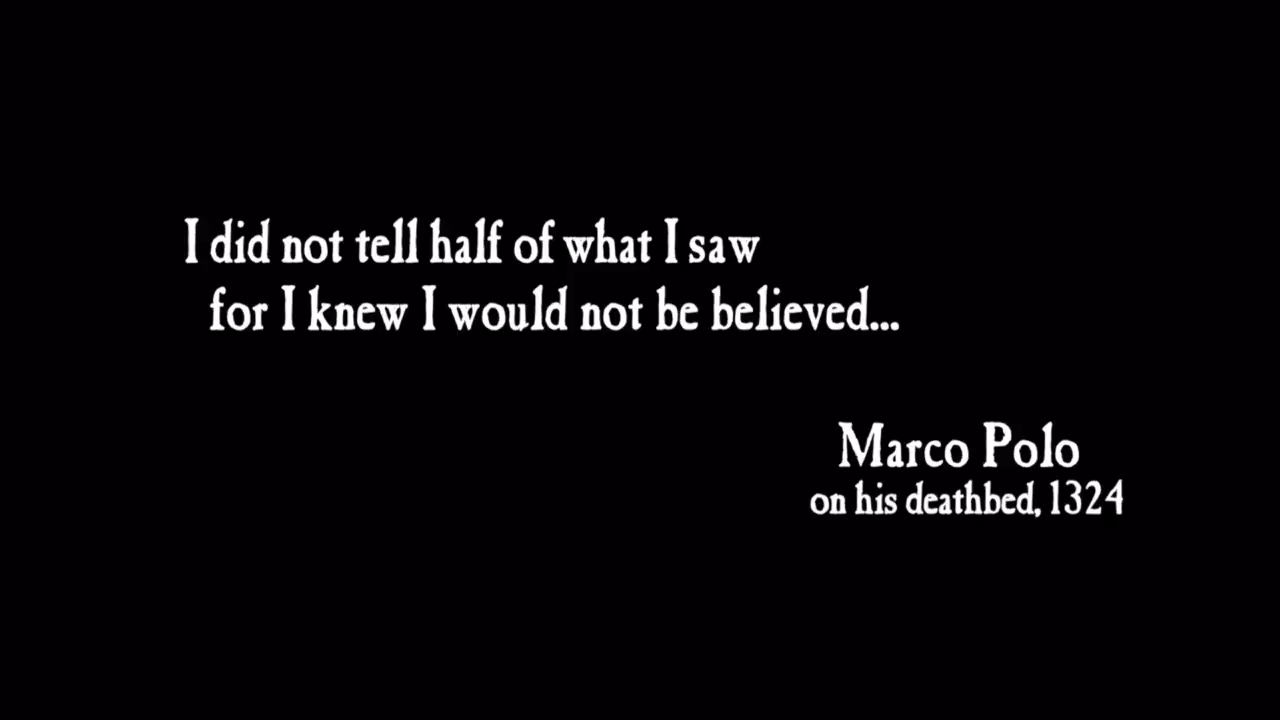 I did not tell half of what I saw
for I knew I would not be believed...
Marco Polo
on his deathbed, 1324